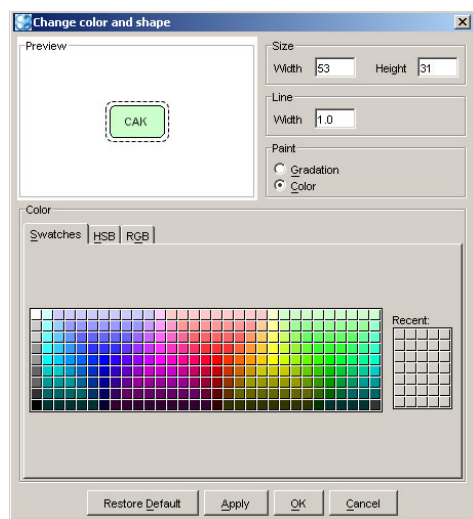 Change color and shape
Preview
CAK
Size
Width 53 Height 31
Line
Width 1.0
Paint
Gradation
Color
Color
Swatches HSB RGB
Recent:
Restore Default Apply OK Cancel